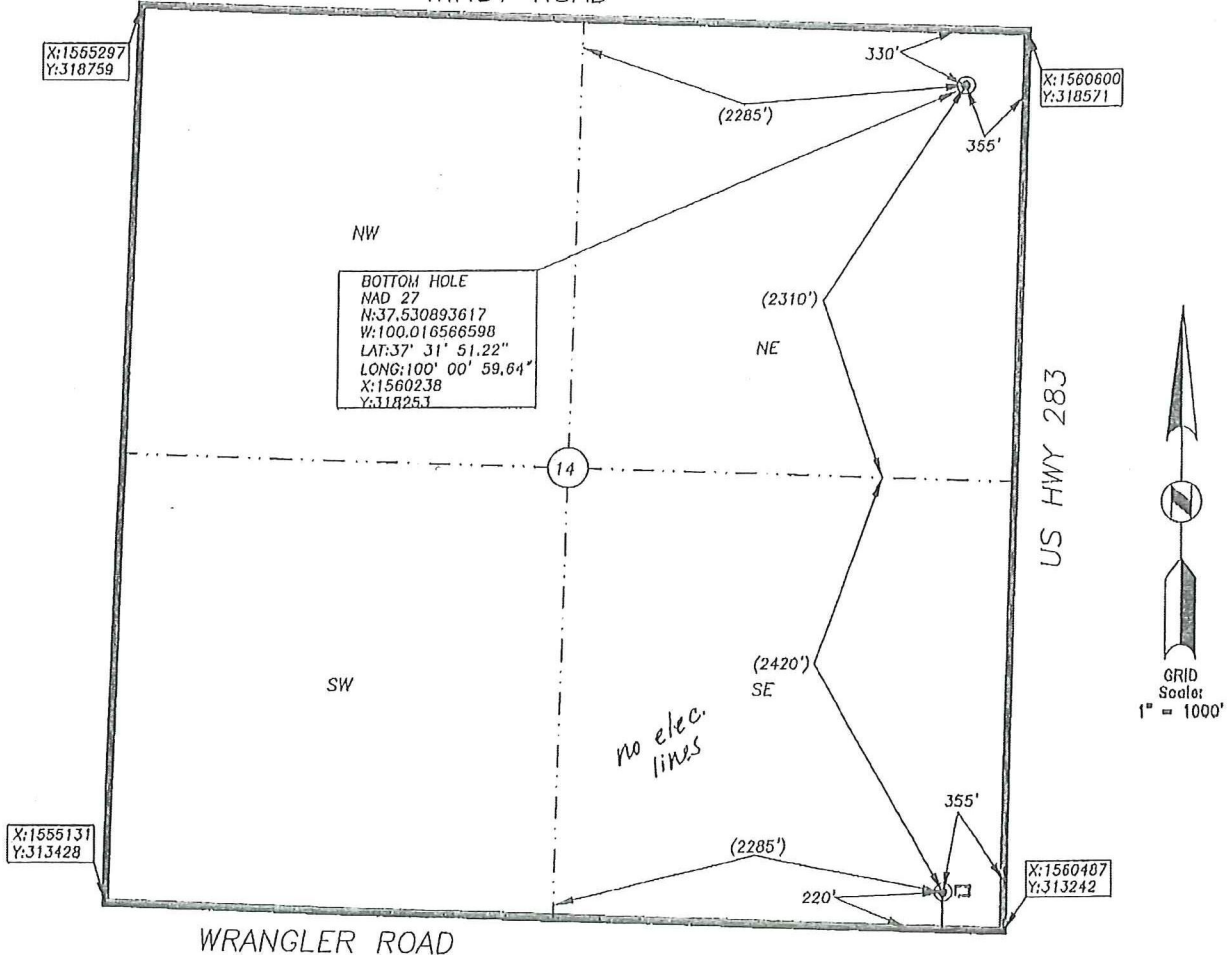 ROAD
X:1555297
Y:318759
330'
X:1560600
Y:318571
(2285')
355'
NW
BOTTOM HOLE
NAD 27
N:37.530893617
W:100.016566598
LAT:37' 31' 51.22"
LONG:100' 00' 59.64"
X:1560238
Y:318253
(2310')
NE
US HWY 283
14
GRID
Scale:
1" = 1000'
(2420')
SE
SW
no elec.
lines
355'
X:1555131
Y:313428
(2285')
X:1560487
Y:313242
220'
WRANGLER ROAD